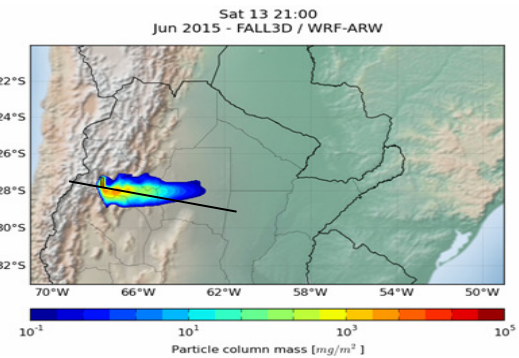 Sat 13 21:00
Jun 2015 - FALL3D / WRF-ARW
22°S
24°S
26°S
28°S
30°S
32°S
70°W 66°W 62°W 58°W 54°W 50°W
10⁻¹ 10¹ 10³ 10⁵
Particle column mass [mg/m² ]